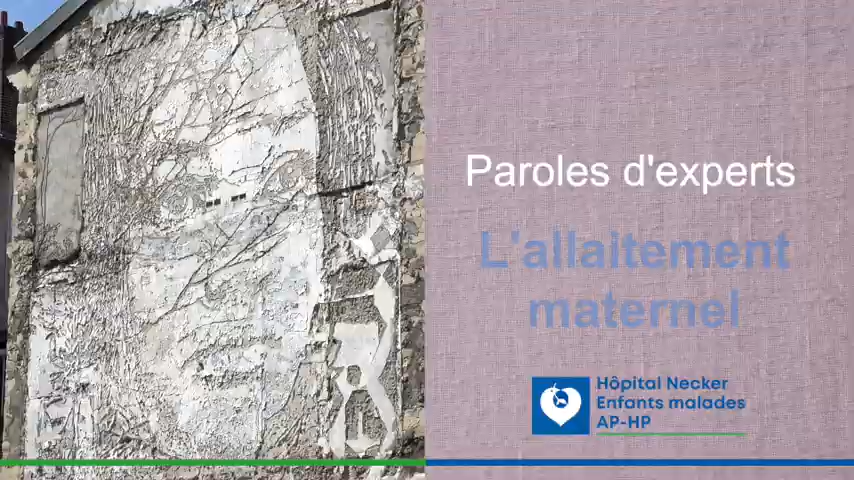 Paroles d'experts
L'allaitement
maternel
Hôpital Necker
Enfants malades
AP-HP